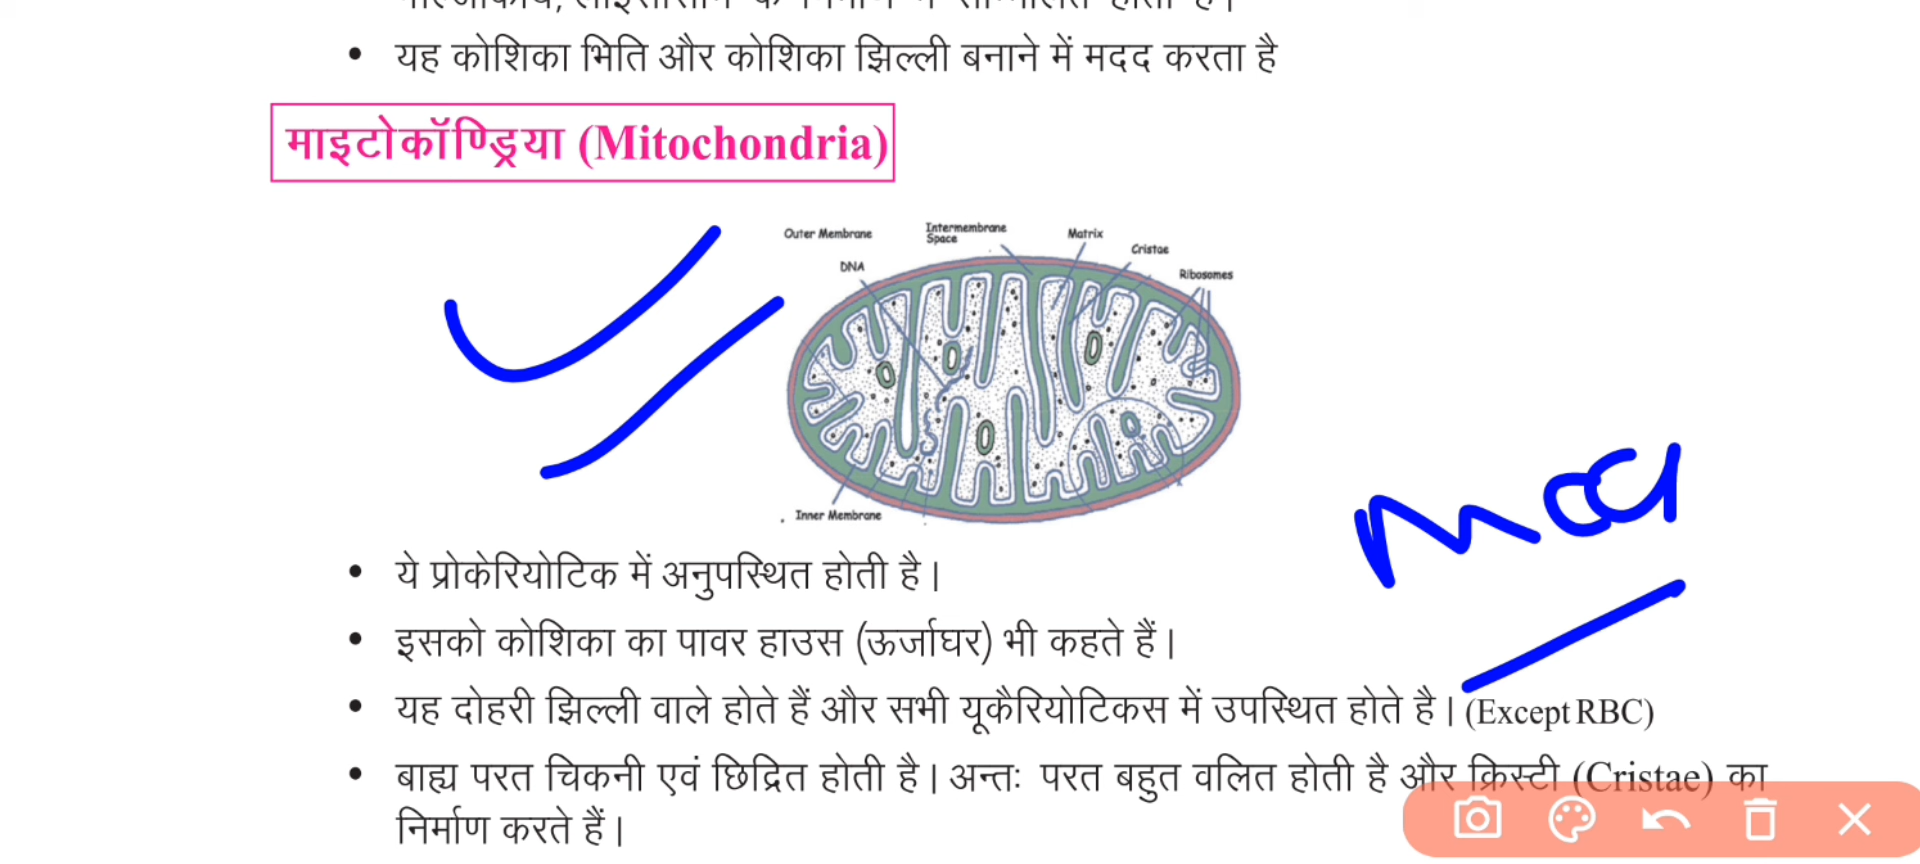 • यह कोशिका भिति और कोशिका झिल्ली बनाने में मदद करता है
माइटोकॉण्ड्रिया (Mitochondria)
Outer Membrane
Intermembrane
Space
Matrix
Cristae
DNA
Ribosomes
Inner Membrane
• ये प्रोकेरियोटिक में अनुपस्थित होती है।
• इसको कोशिका का पावर हाउस (ऊर्जाघर) भी कहते हैं।
• यह दोहरी झिल्ली वाले होते हैं और सभी यूकैरियोटिकस में उपस्थित होते है। (Except RBC)
• बाह्य परत चिकनी एवं छिद्रित होती है। अन्तः परत बहुत वलित होती है और क्रिस्टी (Cristae) का
निर्माण करते हैं।